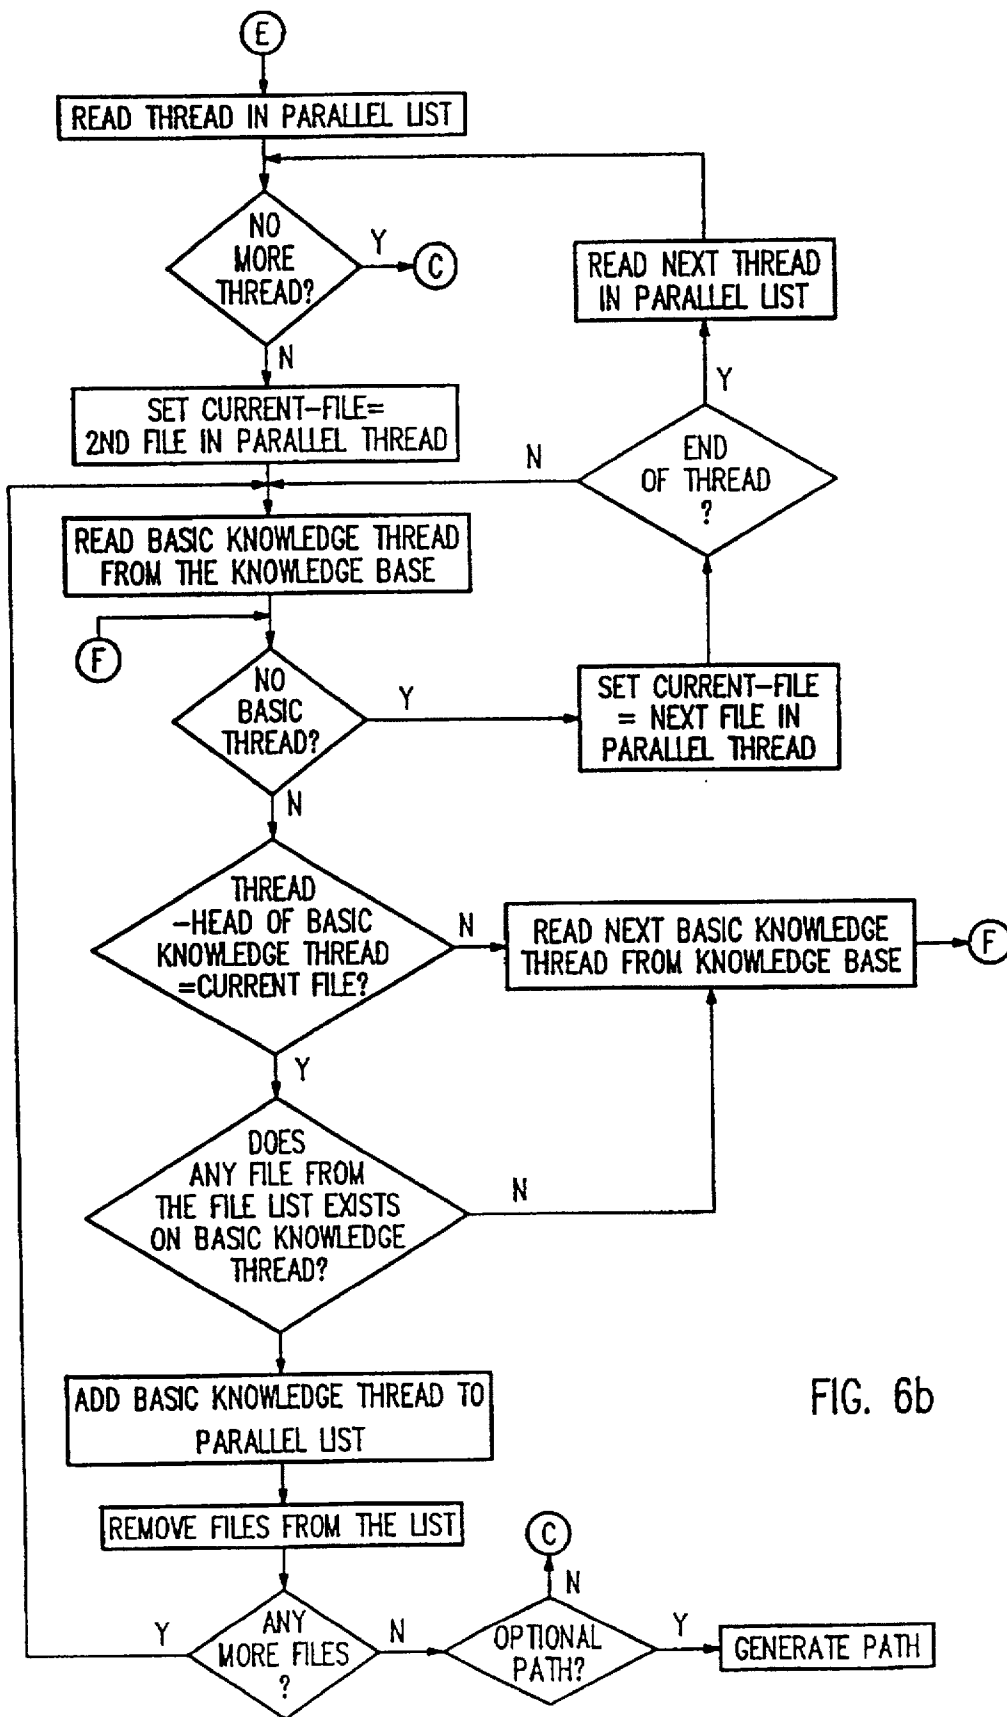 E
READ THREAD IN PARALLEL LIST
NO
MORE
THREAD?
Y
C
READ NEXT THREAD
IN PARALLEL LIST
N
Y
SET CURRENT-FILE=
2ND FILE IN PARALLEL THREAD
N
END
OF THREAD
?
READ BASIC KNOWLEDGE THREAD
FROM THE KNOWLEDGE BASE
F
NO
BASIC
THREAD?
Y
SET CURRENT-FILE
= NEXT FILE IN
PARALLEL THREAD
N
THREAD
-HEAD OF BASIC
KNOWLEDGE THREAD
=CURRENT FILE?
N
READ NEXT BASIC KNOWLEDGE
THREAD FROM KNOWLEDGE BASE
F
Y
DOES
ANY FILE FROM
THE FILE LIST EXISTS
ON BASIC KNOWLEDGE
THREAD?
N
ADD BASIC KNOWLEDGE THREAD TO
PARALLEL LIST
FIG. 6b
REMOVE FILES FROM THE LIST
C
N
Y
ANY
MORE FILES
?
N
OPTIONAL
PATH?
Y
GENERATE PATH